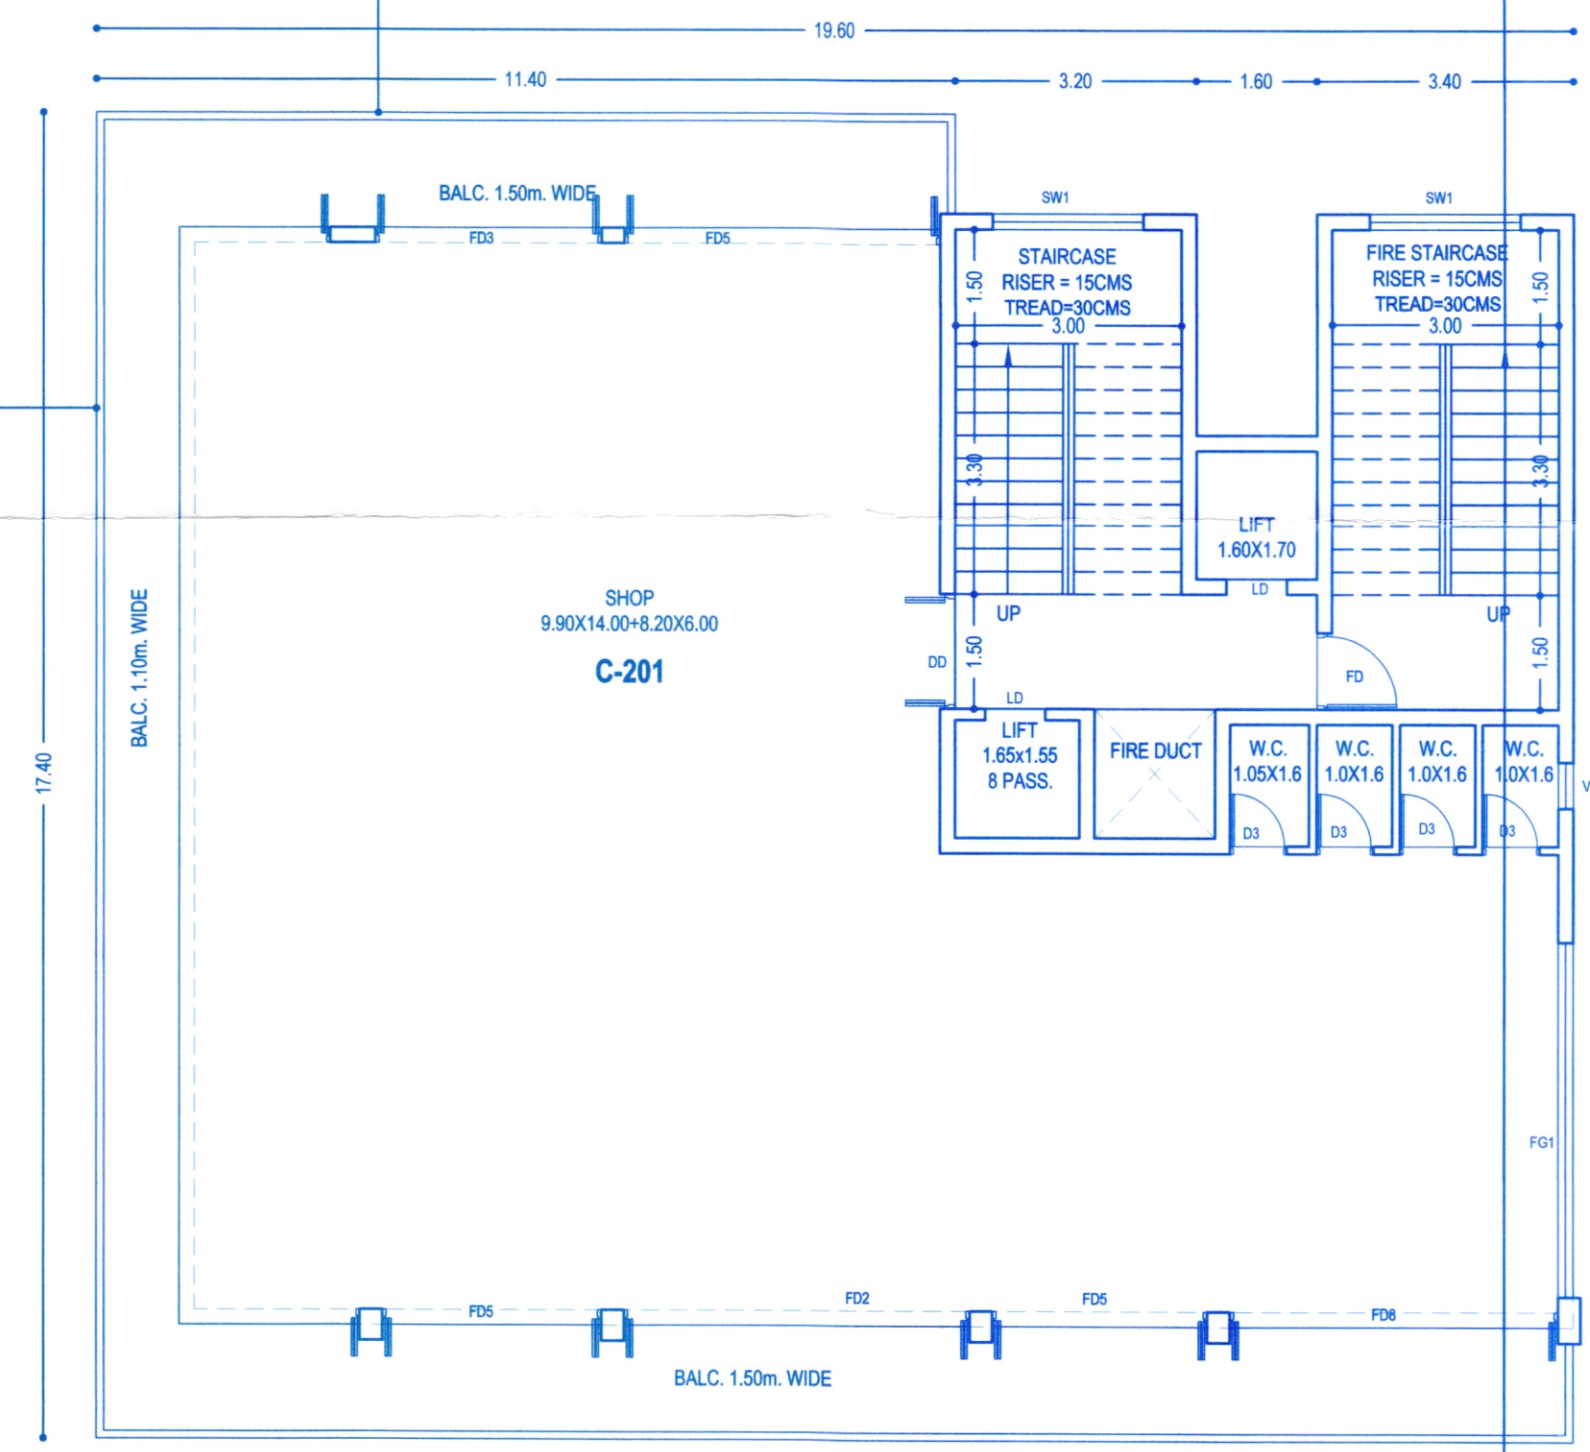 19.60
11.40
3.20
1.60
3.40
BALC. 1.50m. WIDE
SW1
SW1
FD3
FD5
STAIRCASE
RISER = 15CMS
TREAD=30CMS
3.00
1.50
FIRE STAIRCASE
RISER = 15CMS
TREAD=30CMS
3.00
1.50
3.30
3.30
LIFT
1.60X1.70
LD
BALC. 1.10m. WIDE
SHOP
9.90X14.00+8.20X6.00
C-201
UP
UP
DD
1.50
FD
1.50
LD
LIFT
1.65x1.55
8 PASS.
FIRE DUCT
W.C.
1.05X1.6
W.C.
1.0X1.6
W.C.
1.0X1.6
W.C.
1.0X1.6
V
17.40
D3
D3
D3
D3
FG1
FD5
FD2
FD5
FD8
BALC. 1.50m. WIDE